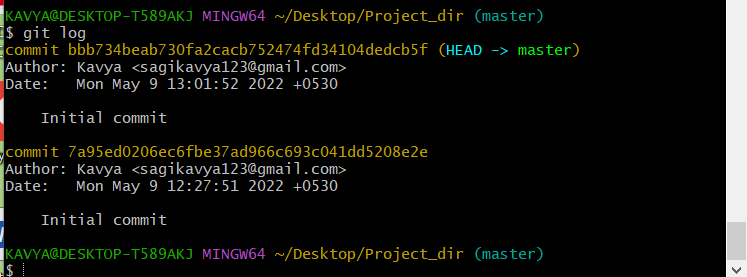 KAVYA@DESKTOP-T589AKJ MINGW64 ~/Desktop/Project_dir (master)
$ git log
commit bbb734beab730fa2cacb752474fd34104dedcb5f (HEAD -> master)
Author: Kavya <sagikavya123@gmail.com>
Date:   Mon May 9 13:01:52 2022 +0530
    Initial commit
commit 7a95ed0206ec6fbe37ad966c693c041dd5208e2e
Author: Kavya <sagikavya123@gmail.com>
Date:   Mon May 9 12:27:51 2022 +0530
    Initial commit
KAVYA@DESKTOP-T589AKJ MINGW64 ~/Desktop/Project_dir (master)
$